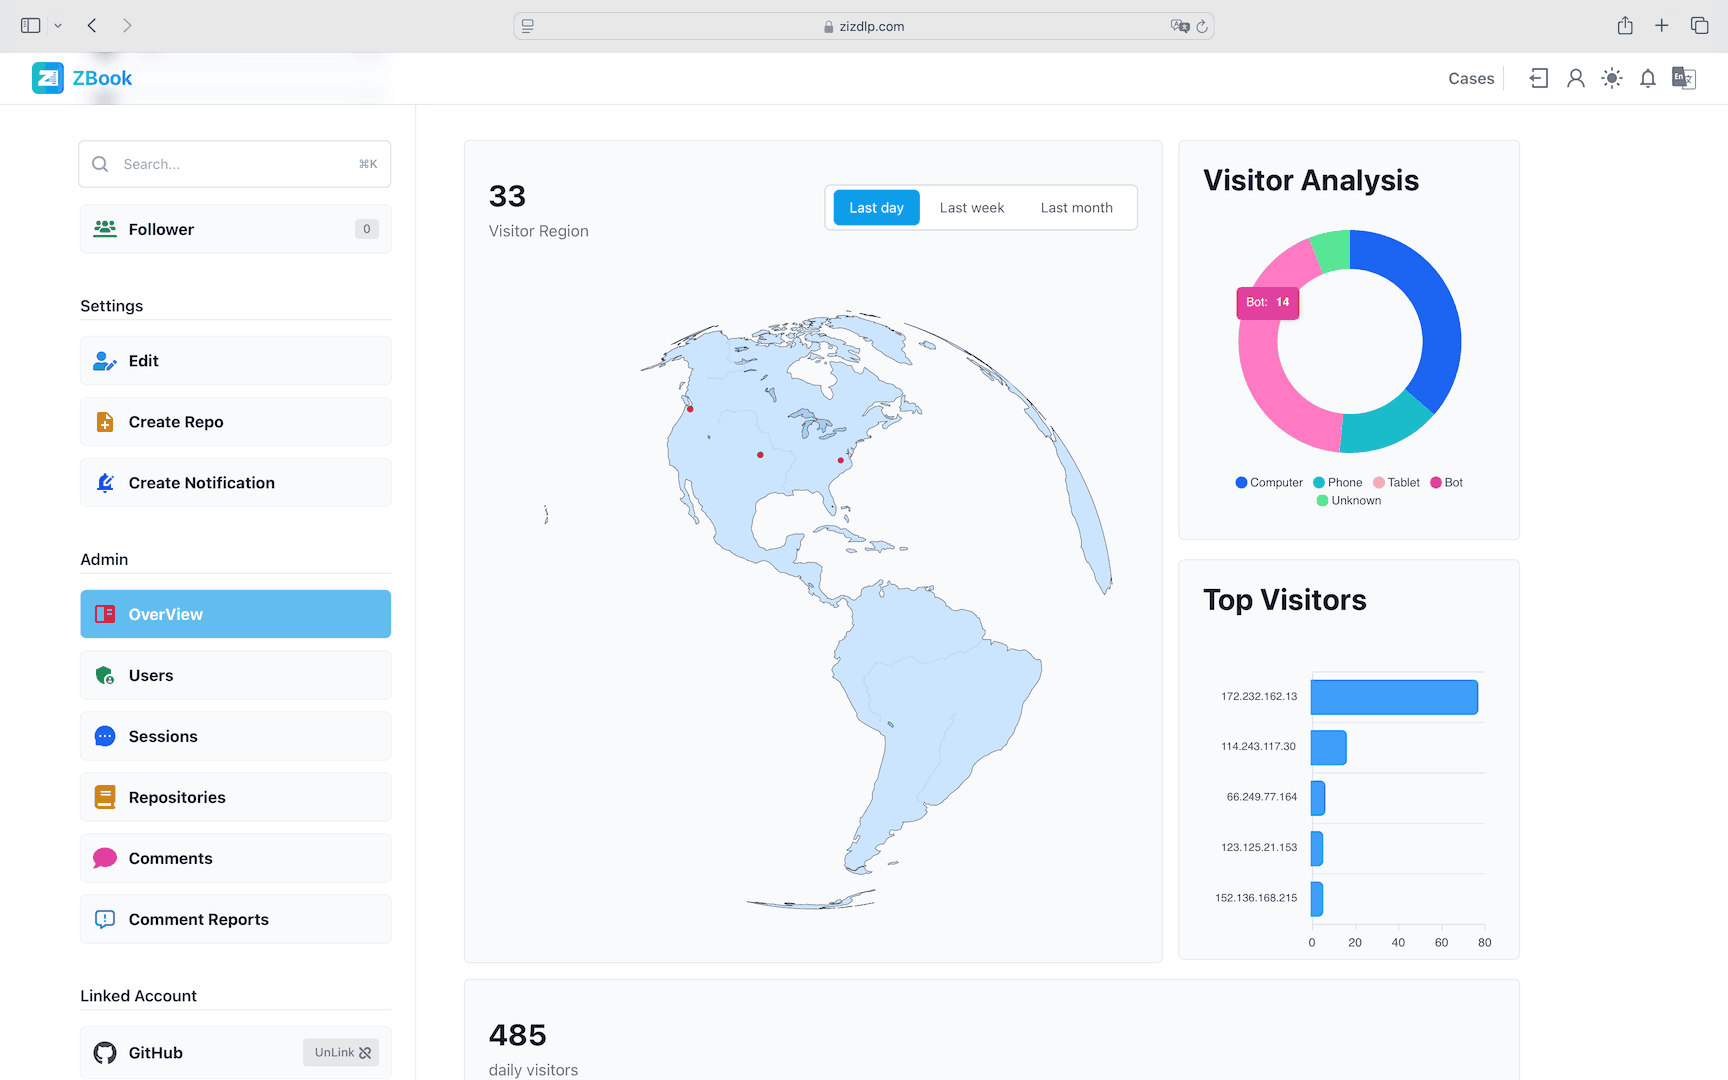 zizdlp.com
ZBook
Cases
En
Search...
⌘K
Follower
0
Settings
Edit
Create Repo
Create Notification
Admin
OverView
Users
Sessions
Repositories
Comments
Comment Reports
Linked Account
GitHub
UnLink
33
Visitor Region
Last day
Last week
Last month
Visitor Analysis
Bot: 14
Computer
Phone
Tablet
Bot
Unknown
Top Visitors
172.232.162.13
114.243.117.30
66.249.77.164
123.125.21.153
152.136.168.215
0 20 40 60 80
485
daily visitors